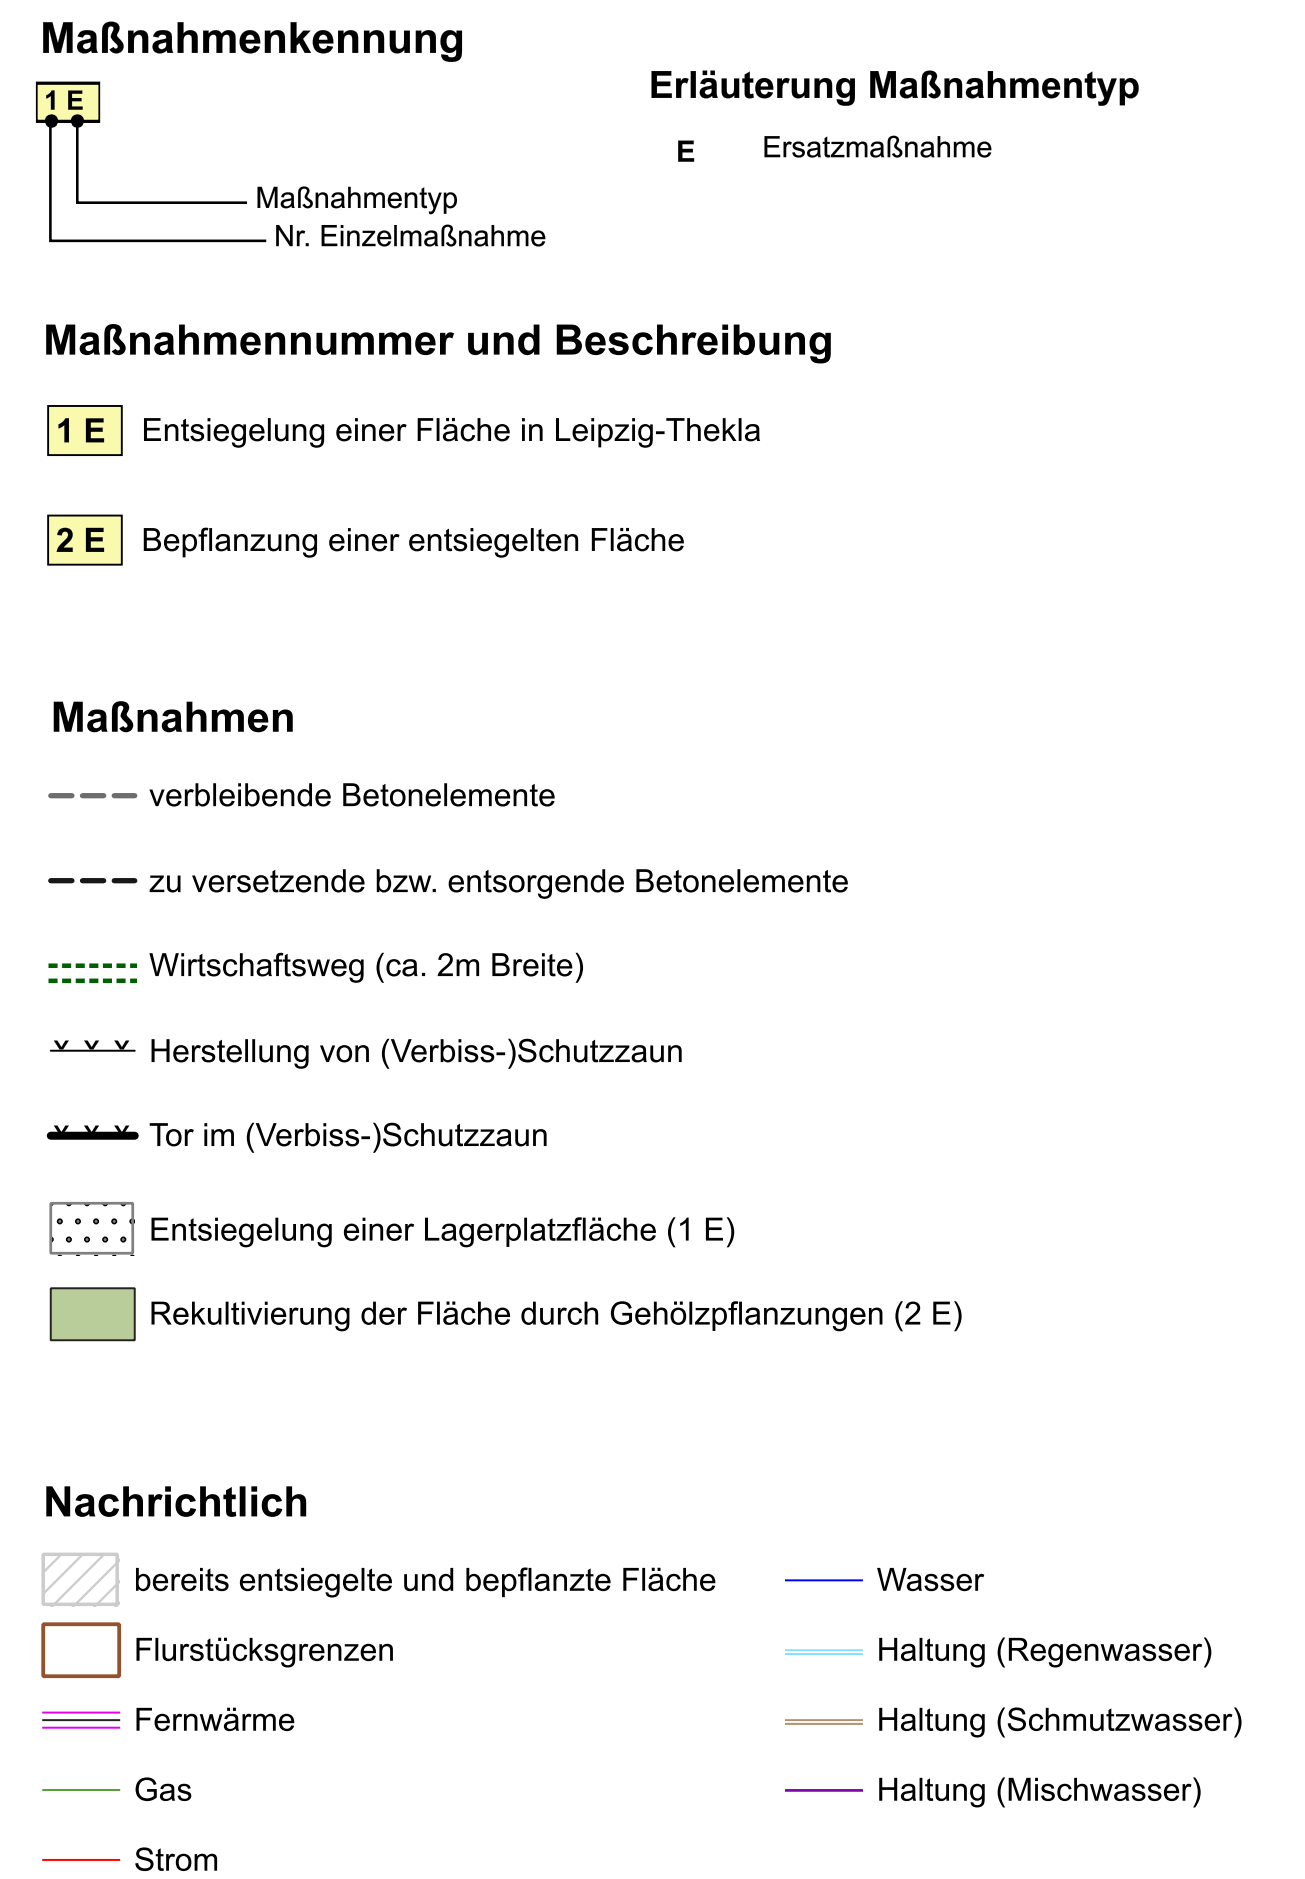 Maßnahmenkennung
1 E
Maßnahmentyp
Nr. Einzelmaßnahme
Erläuterung Maßnahmentyp
E Ersatzmaßnahme
Maßnahmennummer und Beschreibung
1 E Entsiegelung einer Fläche in Leipzig-Thekla
2 E Bepflanzung einer entsiegelten Fläche
Maßnahmen
verbleibende Betonelemente
zu versetzende bzw. entsorgende Betonelemente
Wirtschaftsweg (ca. 2m Breite)
Herstellung von (Verbiss-)Schutzzaun
Tor im (Verbiss-)Schutzzaun
Entsiegelung einer Lagerplatzfläche (1 E)
Rekultivierung der Fläche durch Gehölzpflanzungen (2 E)
Nachrichtlich
bereits entsiegelte und bepflanzte Fläche
Flurstücksgrenzen
Fernwärme
Gas
Strom
Wasser
Haltung (Regenwasser)
Haltung (Schmutzwasser)
Haltung (Mischwasser)